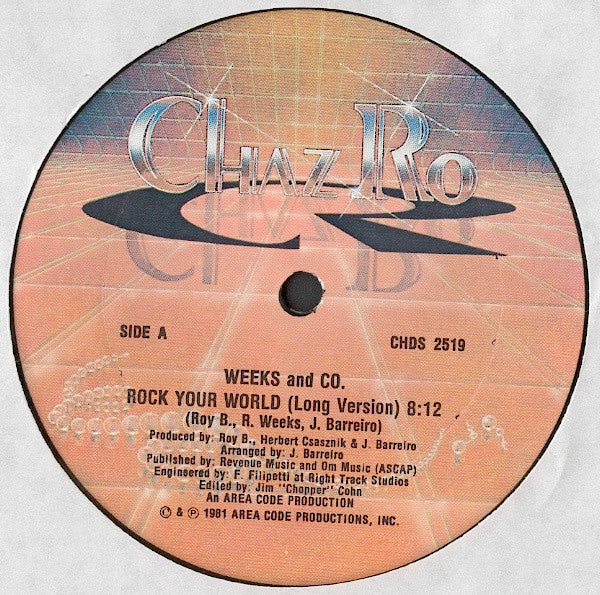 Chaz Ro
SIDE A
CHDS 2519
WEEKS and CO.
ROCK YOUR WORLD (Long Version) 8:12
(Roy B., R. Weeks, J. Barreiro)
Produced by: Roy B., Herbert Csasznik & J. Barreiro
Arranged by: J. Barreiro
Published by: Revenue Music and Om Music (ASCAP)
Engineered by: F. Filipetti at Right Track Studios
Edited by: Jim "Chopper" Cohn
An AREA CODE PRODUCTION
© & ℗ 1981 AREA CODE PRODUCTIONS, INC.